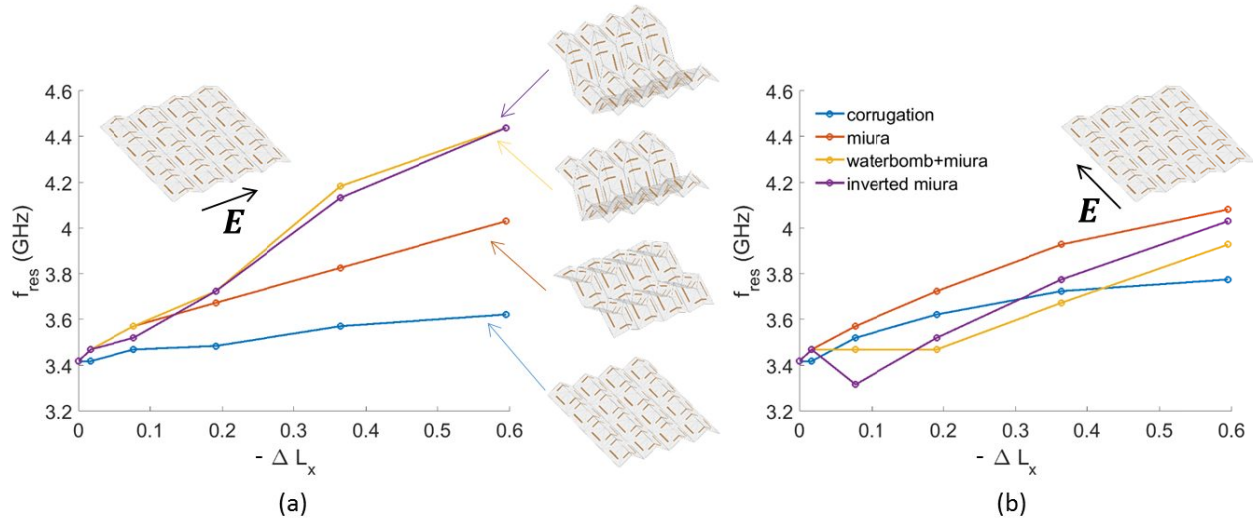 4.6
4.4
4.2
4
3.8
3.6
3.4
3.2
f_res (GHz)
0
0.1
0.2
0.3
0.4
0.5
0.6
- Δ L_x
E
(a)
4.6
4.4
4.2
4
3.8
3.6
3.4
3.2
f_res (GHz)
corrugation
miura
waterbomb+miura
inverted miura
E
0
0.1
0.2
0.3
0.4
0.5
0.6
- Δ L_x
(b)